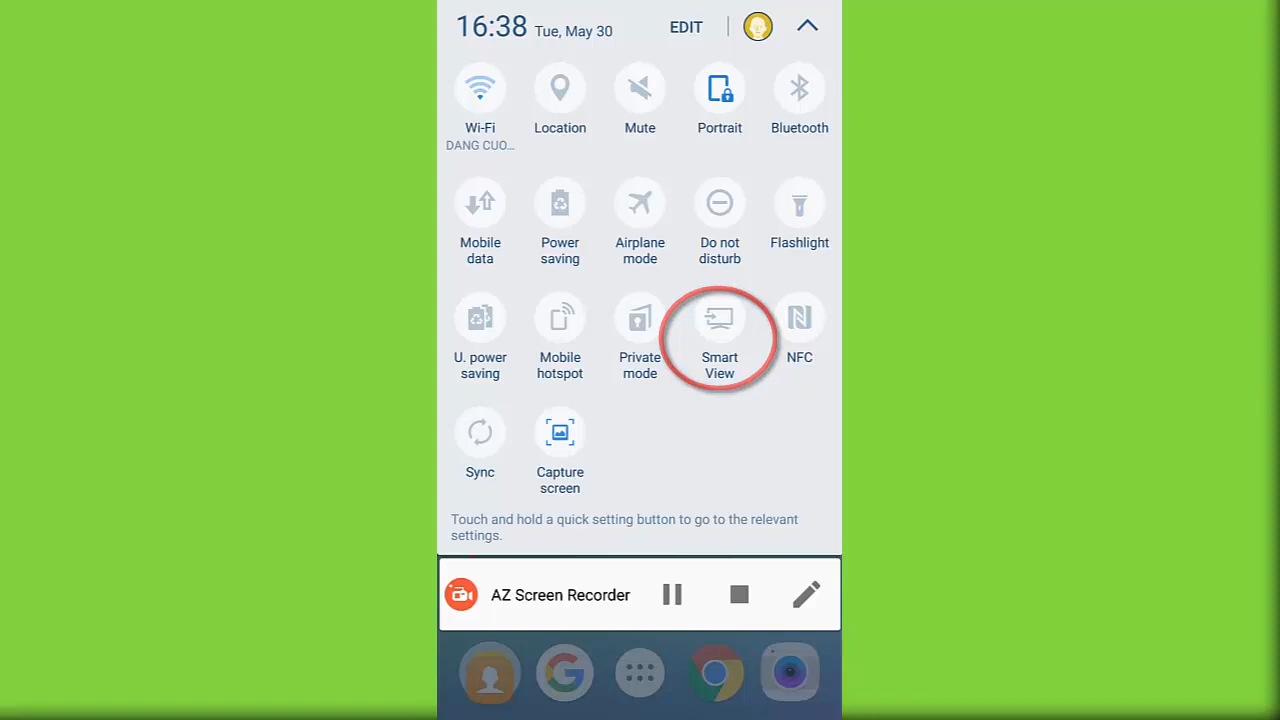 16:38 Tue, May 30 EDIT
Wi-Fi Location Mute Portrait Bluetooth
DANG CUO...
Mobile data Power saving Airplane mode Do not disturb Flashlight
U. power saving Mobile hotspot Private mode Smart View NFC
Sync Capture screen
Touch and hold a quick setting button to go to the relevant
settings.
AZ Screen Recorder